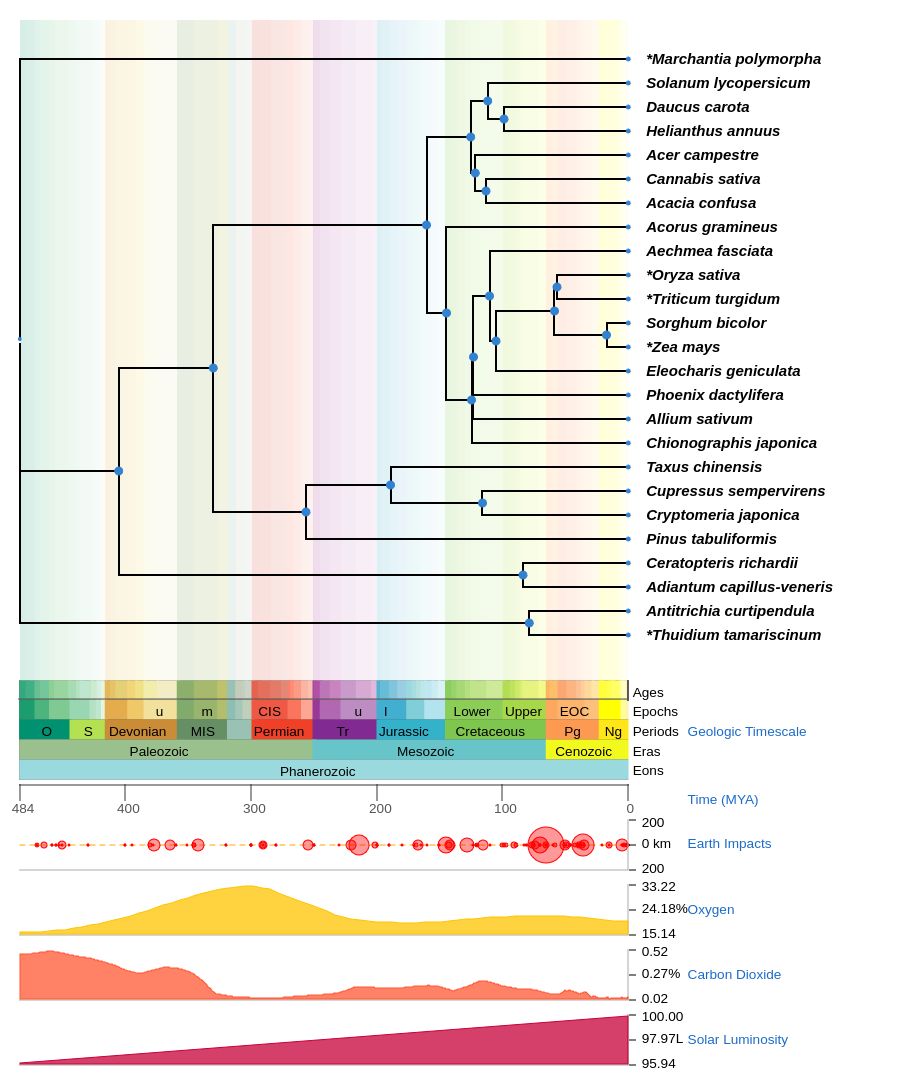 *Marchantia polymorpha
Solanum lycopersicum
Daucus carota
Helianthus annuus
Acer campestre
Cannabis sativa
Acacia confusa
Acorus gramineus
Aechmea fasciata
*Oryza sativa
*Triticum turgidum
Sorghum bicolor
*Zea mays
Eleocharis geniculata
Phoenix dactylifera
Allium sativum
Chionographis japonica
Taxus chinensis
Cupressus sempervirens
Cryptomeria japonica
Pinus tabuliformis
Ceratopteris richardii
Adiantum capillus-veneris
Antitrichia curtipendula
*Thuidium tamariscinum
Ages
u m CIS u l Lower Upper EOC Epochs
O S Devonian MIS Permian Tr Jurassic Cretaceous Pg Ng Periods Geologic Timescale
Paleozoic Mesozoic Cenozoic Eras
Phanerozoic Eons
484 400 300 200 100 0 Time (MYA)
200
0 km Earth Impacts
200
33.22
24.18% Oxygen
15.14
0.52
0.27% Carbon Dioxide
0.02
100.00
97.97L Solar Luminosity
95.94